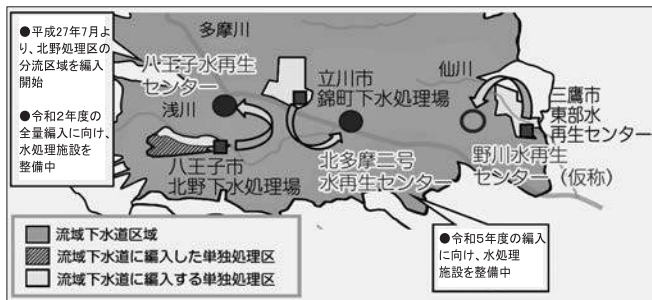 ●平成27年7月よ
り、北野処理区の
分流区域を編入
開始
●令和2年度の
全量編入に向け、
水処理施設を
整備中
多摩川
八王子水再生
センター
浅川
八王子市
北野下水処理場
立川市
錦町下水処理場
北多摩二号
水再生センター
仙川
三鷹市
東部水
再生センター
野川水再生
センター(仮称)
●令和5年度の編入
に向け、水処理
施設を整備中
流域下水道区域
流域下水道に編入した単独処理区
流域下水道に編入する単独処理区